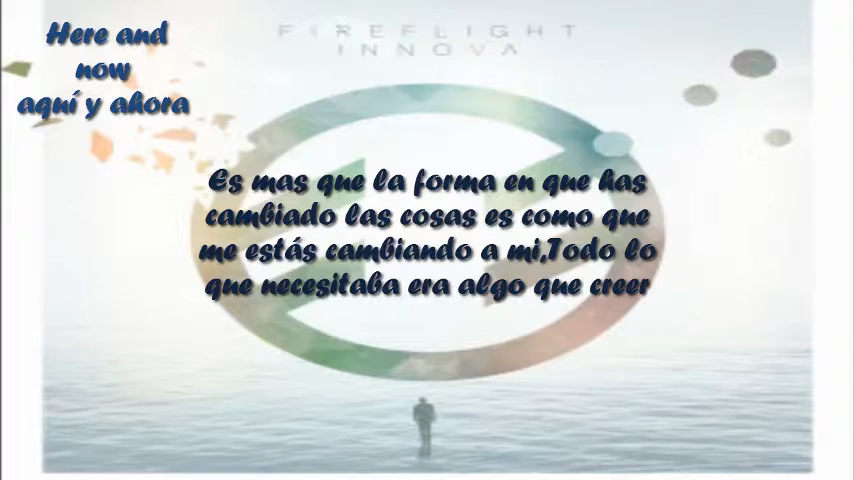 Here and
now
aquí y ahora
FIREFLIGHT
INNOVA
Es mas que la forma en que has
cambiado las cosas es como que
me estás cambiando a mi,Todo lo
que necesitaba era algo que creer